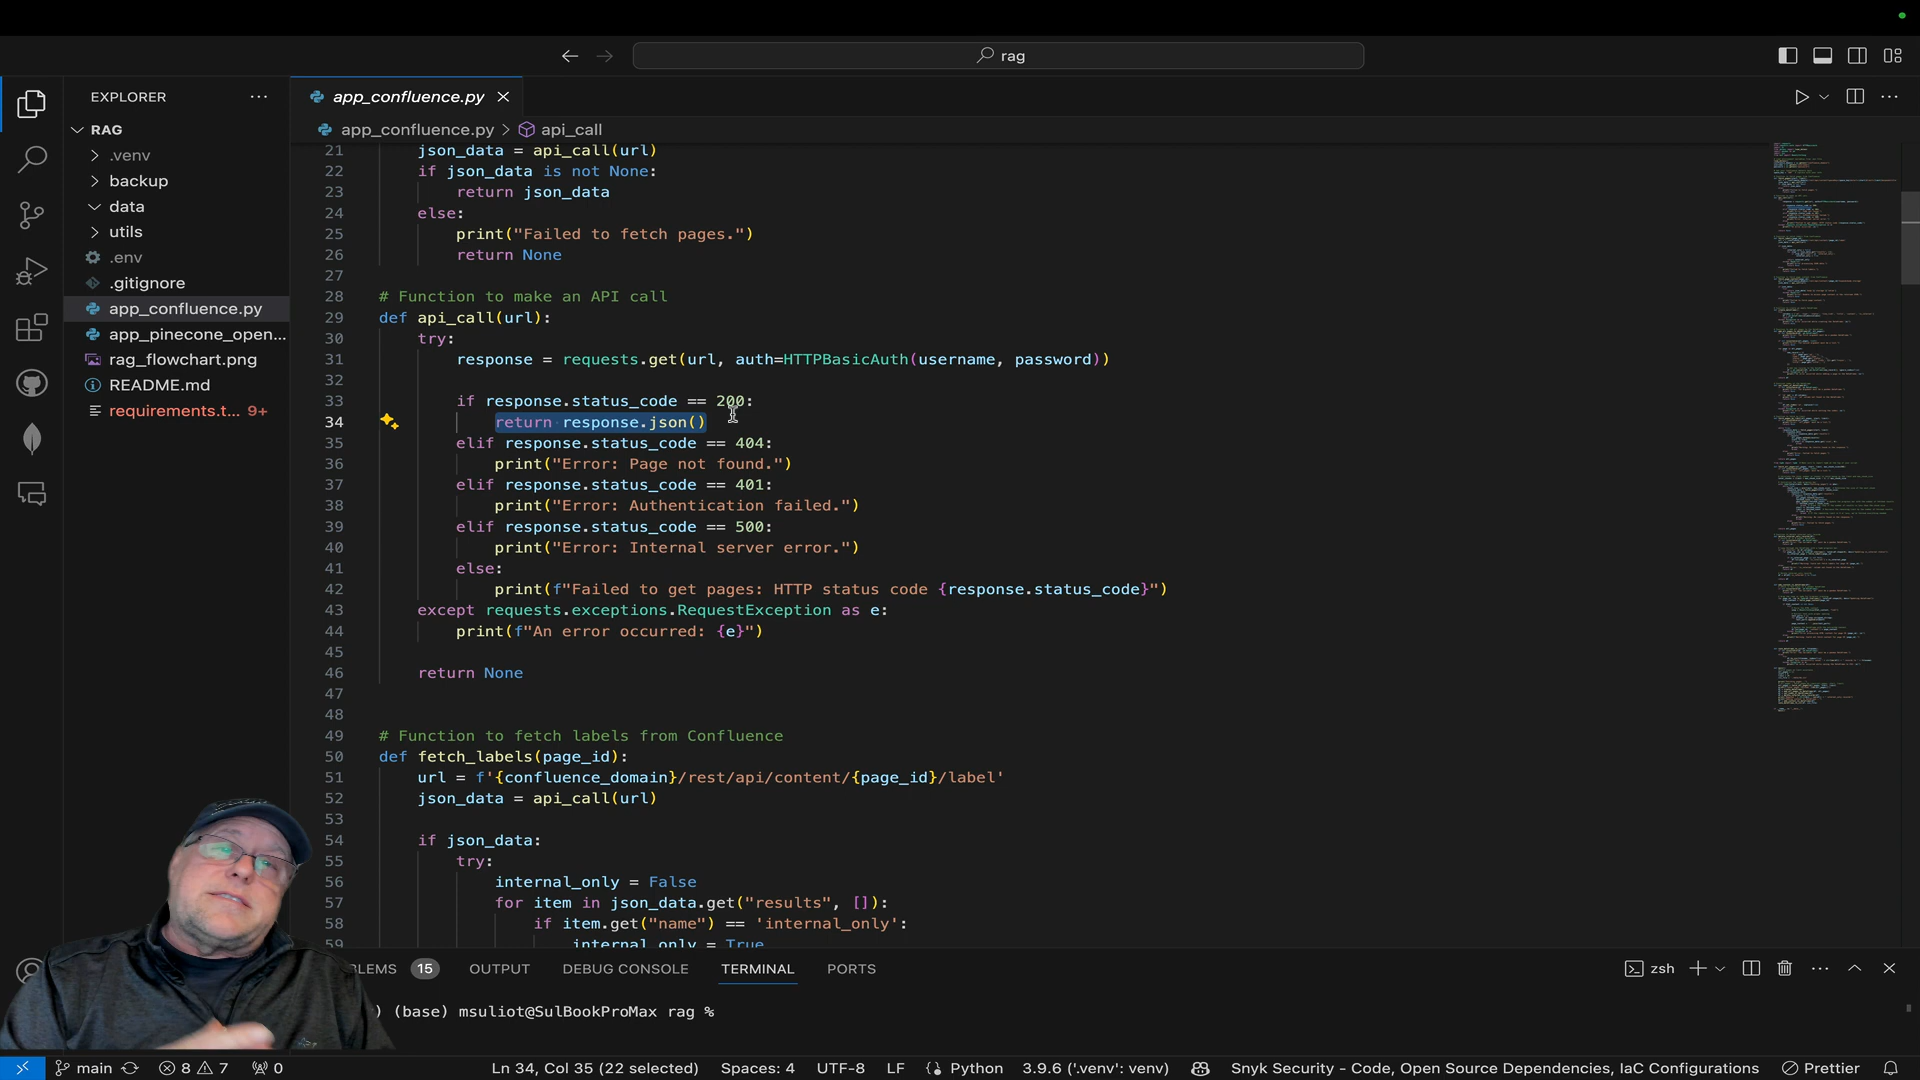 rag
EXPLORER
app_confluence.py
RAG
app_confluence.py > api_call
.venv
backup
data
utils
.env
.gitignore
app_confluence.py
app_pinecone_open...
rag_flowchart.png
README.md
requirements.t... 9+
21 json_data = api_call(url)
22 if json_data is not None:
23 return json_data
24 else:
25 print("Failed to fetch pages.")
26 return None
27
28 # Function to make an API call
29 def api_call(url):
30 try:
31 response = requests.get(url, auth=HTTPBasicAuth(username, password))
32
33 if response.status_code == 200:
34 return response.json()
35 elif response.status_code == 404:
36 print("Error: Page not found.")
37 elif response.status_code == 401:
38 print("Error: Authentication failed.")
39 elif response.status_code == 500:
40 print("Error: Internal server error.")
41 else:
42 print(f"Failed to get pages: HTTP status code {response.status_code}")
43 except requests.exceptions.RequestException as e:
44 print(f"An error occurred: {e}")
45
46 return None
47
48
49 # Function to fetch labels from Confluence
50 def fetch_labels(page_id):
51 url = f'{confluence_domain}/rest/api/content/{page_id}/label'
52 json_data = api_call(url)
53
54 if json_data:
55 try:
56 internal_only = False
57 for item in json_data.get("results", []):
58 if item.get("name") == 'internal_only':
59 internal_only = True
BLEMS 15 OUTPUT DEBUG CONSOLE TERMINAL PORTS
zsh
) (base) msuliot@SulBookProMax rag %
main 8 7 0 Ln 34, Col 35 (22 selected) Spaces: 4 UTF-8 LF Python 3.9.6 ('.venv': venv) Snyk Security - Code, Open Source Dependencies, IaC Configurations Prettier